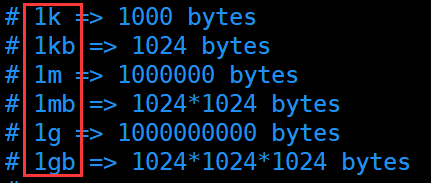 # 1k => 1000 bytes
# 1kb => 1024 bytes
# 1m => 1000000 bytes
# 1mb => 1024*1024 bytes
# 1g => 1000000000 bytes
# 1gb => 1024*1024*1024 bytes
#